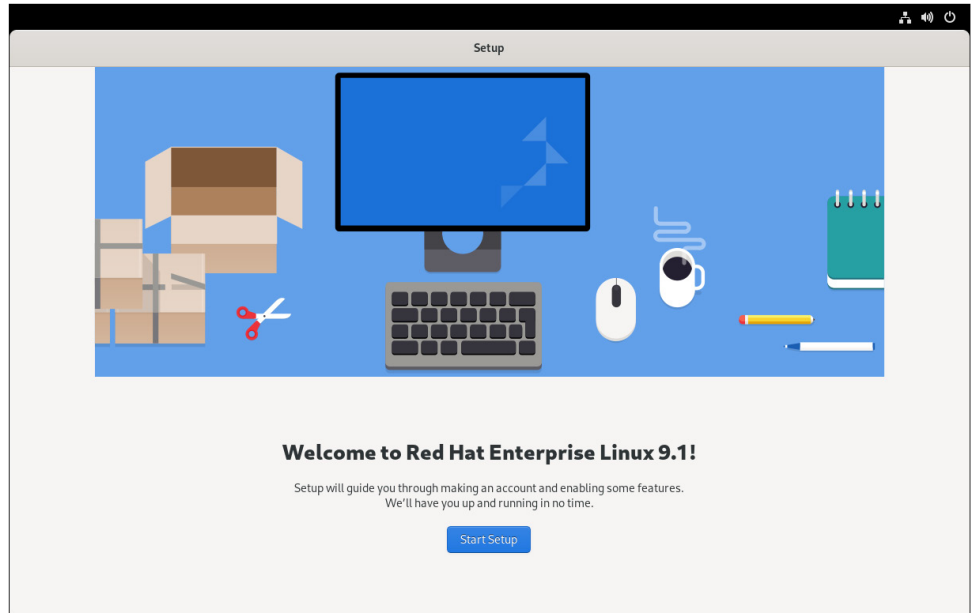 Setup
Welcome to Red Hat Enterprise Linux 9.1!
Setup will guide you through making an account and enabling some features.
We'll have you up and running in no time.
Start Setup